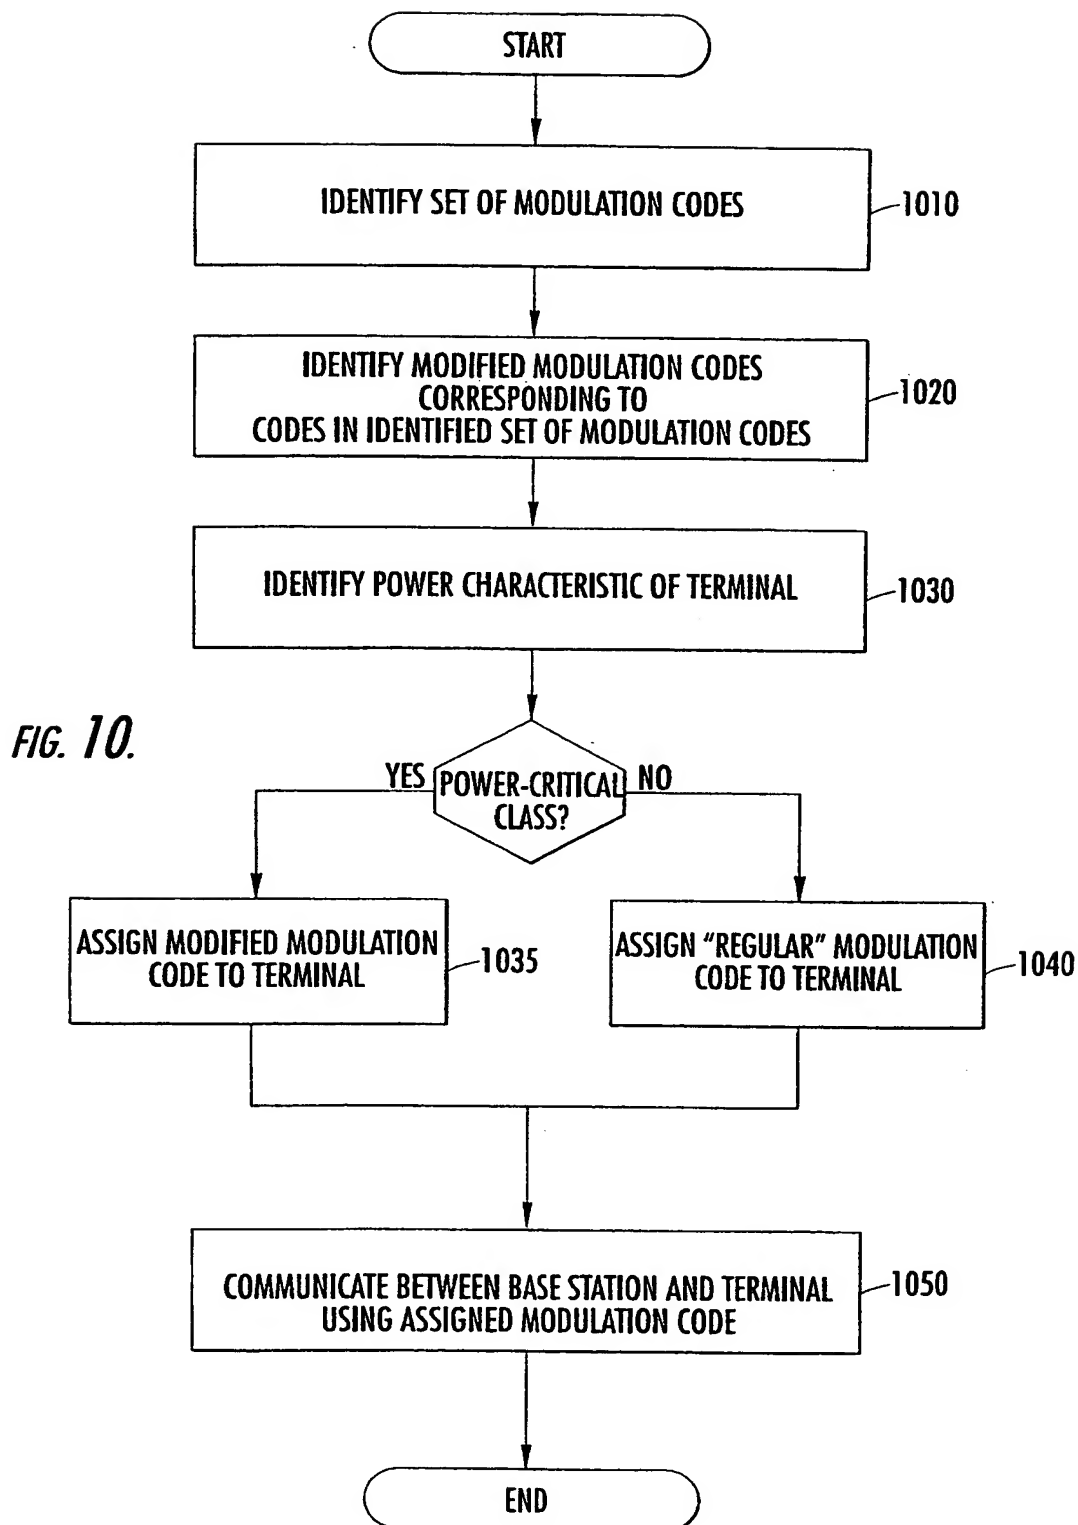 START
IDENTIFY SET OF MODULATION CODES
1010
IDENTIFY MODIFIED MODULATION CODES
CORRESPONDING TO
CODES IN IDENTIFIED SET OF MODULATION CODES
1020
IDENTIFY POWER CHARACTERISTIC OF TERMINAL
1030
FIG. 10.
YES
POWER-CRITICAL
CLASS?
NO
ASSIGN MODIFIED MODULATION
CODE TO TERMINAL
1035
ASSIGN "REGULAR" MODULATION
CODE TO TERMINAL
1040
COMMUNICATE BETWEEN BASE STATION AND TERMINAL
USING ASSIGNED MODULATION CODE
1050
END